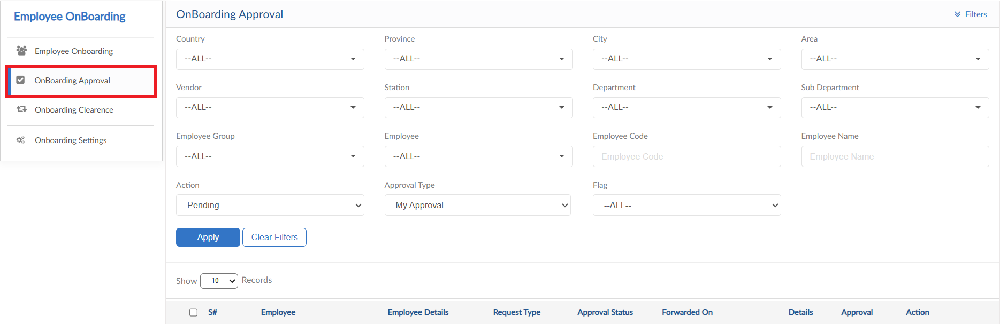 Employee OnBoarding
Employee Onboarding
OnBoarding Approval
Onboarding Clearence
Onboarding Settings
OnBoarding Approval
Filters
Country Province City Area
--ALL-- --ALL-- --ALL-- --ALL--
Vendor Station Department Sub Department
--ALL-- --ALL-- --ALL-- --ALL--
Employee Group Employee Employee Code Employee Name
--ALL-- --ALL-- Employee Code Employee Name
Action Approval Type Flag
Pending My Approval --ALL--
Apply Clear Filters
Show 10 Records
S# Employee Employee Details Request Type Approval Status Forwarded On Details Approval Action